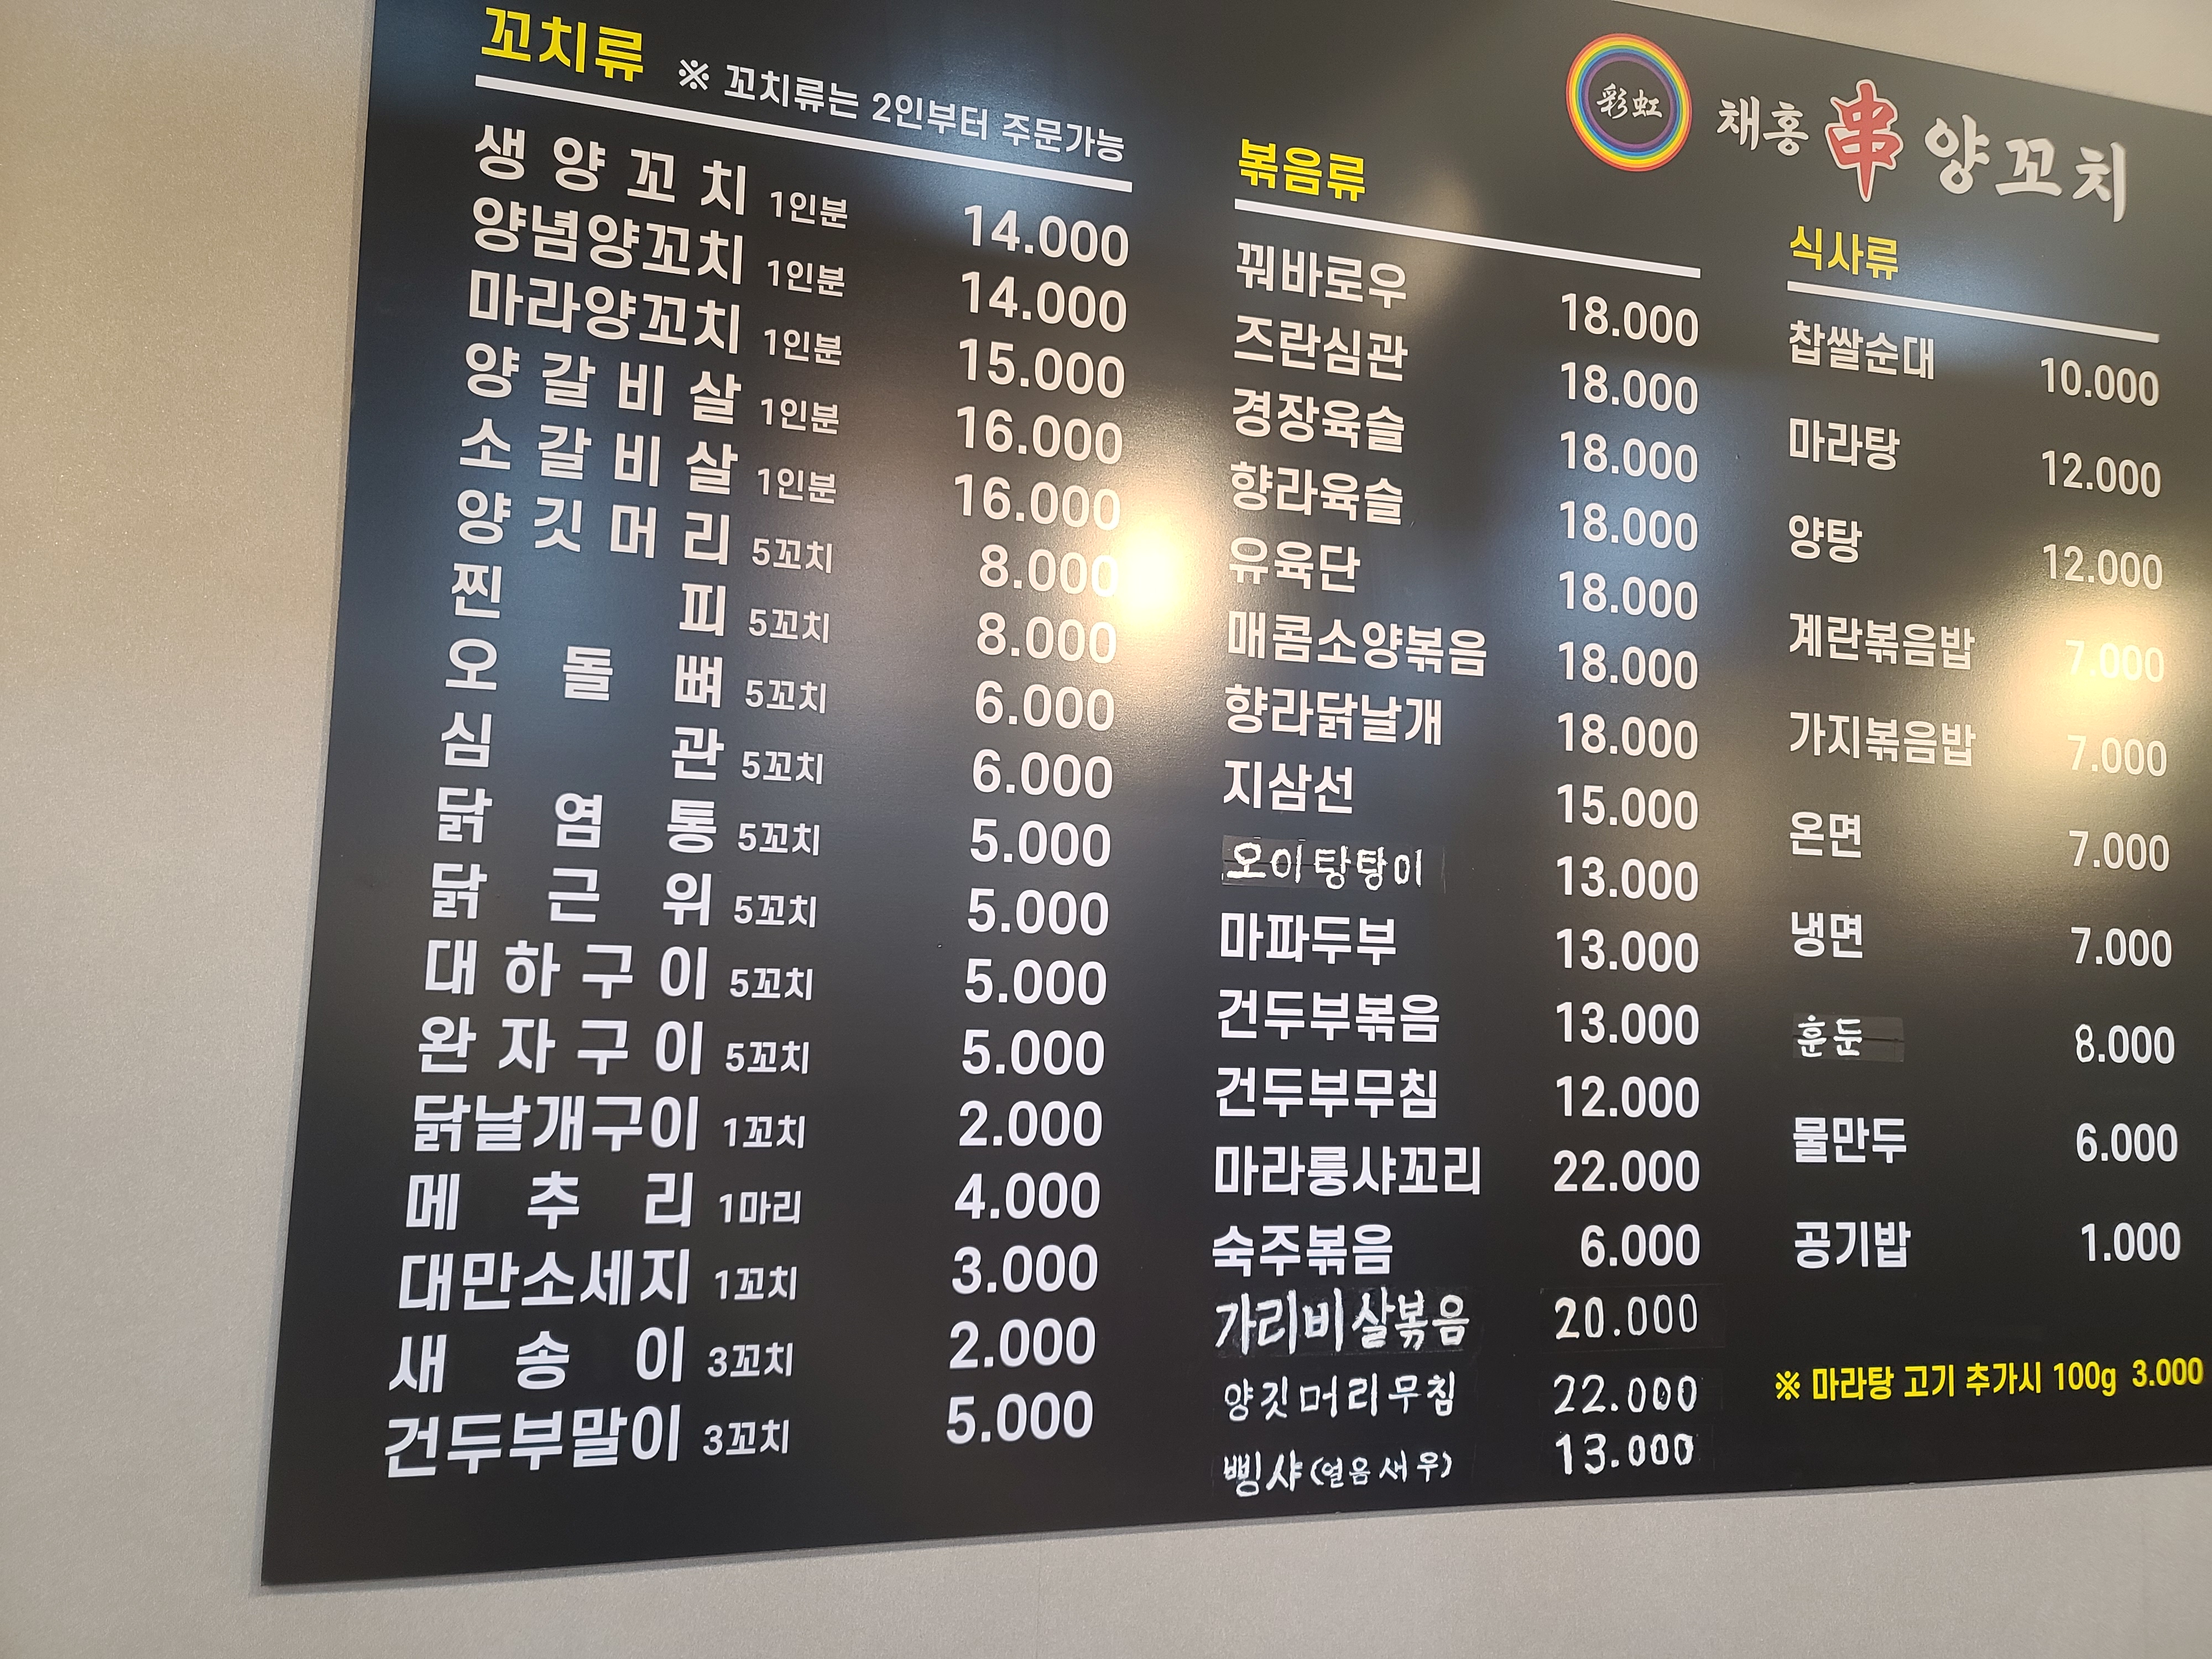 彩虹 채홍 串 양꼬치
꼬치류 ※ 꼬치류는 2인부터 주문가능
생양꼬치 1인분 14.000
양념양꼬치 1인분 14.000
마라양꼬치 1인분 15.000
양갈비살 1인분 16.000
소갈비살 1인분 16.000
양깃머리 5꼬치 8.000
찐피 5꼬치 8.000
오돌뼈 5꼬치 6.000
심관 5꼬치 6.000
닭염통 5꼬치 5.000
닭근위 5꼬치 5.000
대하구이 5꼬치 5.000
완자구이 5꼬치 5.000
닭날개구이 1꼬치 2.000
메추리 1마리 4.000
대만소세지 1꼬치 3.000
새송이 3꼬치 2.000
건두부말이 3꼬치 5.000
볶음류
꿔바로우 18.000
즈란심관 18.000
경장육슬 18.000
향라육슬 18.000
유육단 18.000
매콤소양볶음 18.000
향라닭날개 18.000
지삼선 15.000
오이탕탕이 13.000
마파두부 13.000
건두부볶음 13.000
건두부무침 12.000
마라룽샤꼬리 22.000
숙주볶음 6.000
가리비살볶음 20.000
양깃머리무침 22.000
삥샤(얼음새우) 13.000
식사류
찹쌀순대 10.000
마라탕 12.000
양탕 12.000
계란볶음밥 7.000
가지볶음밥 7.000
온면 7.000
냉면 7.000
훈둔 8.000
물만두 6.000
공기밥 1.000
※ 마라탕 고기 추가시 100g 3.000